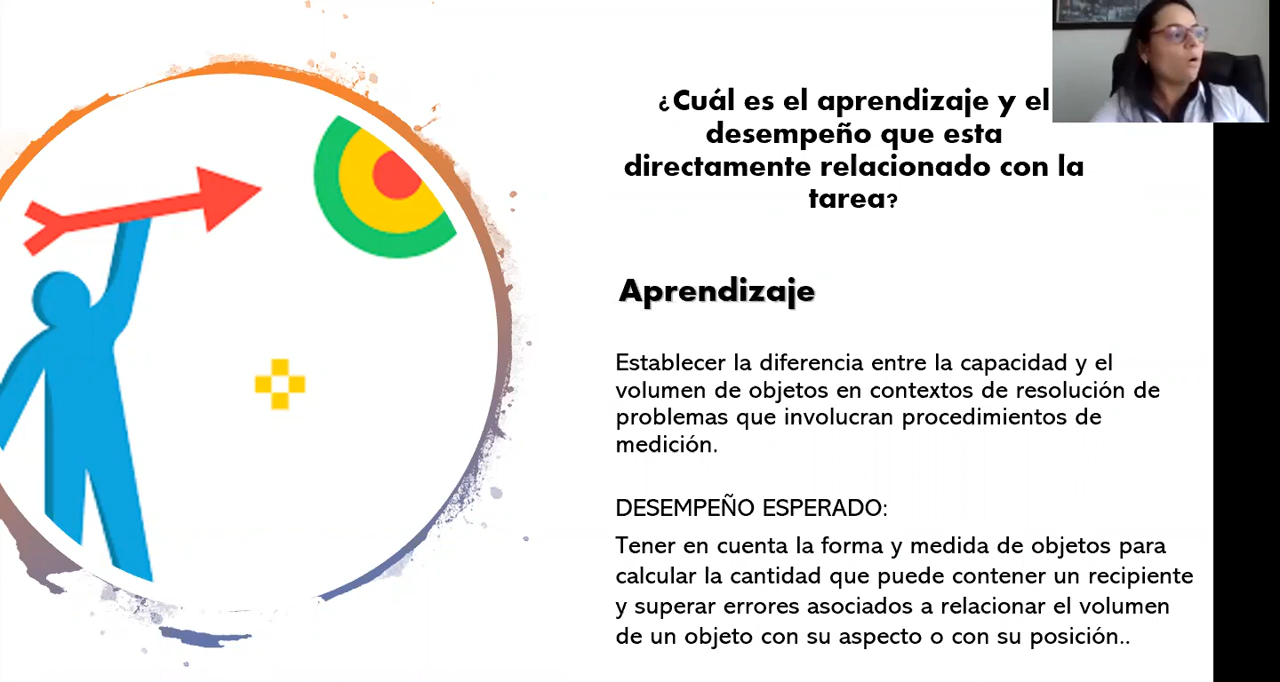 ¿Cuál es el aprendizaje y el
desempeño que esta
directamente relacionado con la
tarea?
Aprendizaje
Establecer la diferencia entre la capacidad y el
volumen de objetos en contextos de resolución de
problemas que involucran procedimientos de
medición.
DESEMPEÑO ESPERADO:
Tener en cuenta la forma y medida de objetos para
calcular la cantidad que puede contener un recipiente
y superar errores asociados a relacionar el volumen
de un objeto con su aspecto o con su posición..